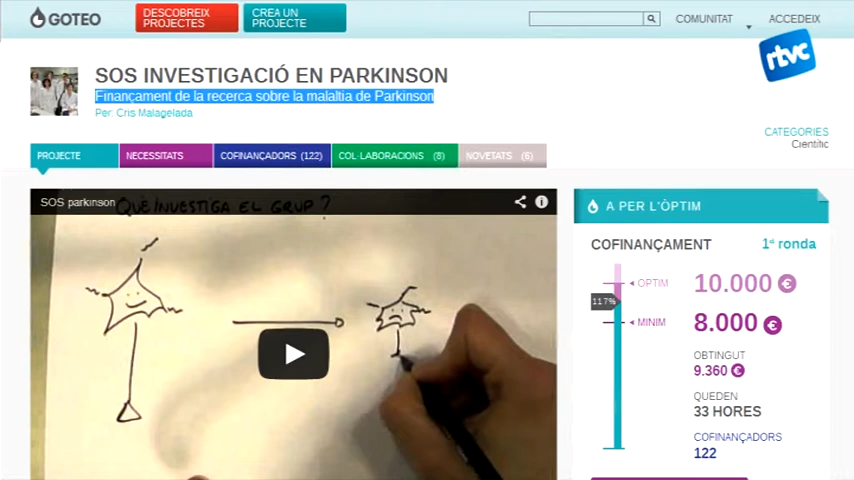 GOTEO
DESCOBREIX
PROJECTES
CREA UN
PROJECTE
COMUNITAT
ACCEDEIX
rtvc
SOS INVESTIGACIÓ EN PARKINSON
Finançament de la recerca sobre la malaltia de Parkinson
Per: Cris Malagelada
CATEGORIES
Científic
PROJECTE
NECESSITATS
COFINANÇADORS (122)
COL·LABORACIONS (8)
NOVETATS (6)
SOS parkinson
QUÈ INVESTIGA EL GRUP?
A PER L'ÒPTIM
COFINANÇAMENT
1ª ronda
ÒPTIM
10.000 €
117%
MÍNIM
8.000 €
OBTINGUT
9.360 €
QUEDEN
33 HORES
COFINANÇADORS
122